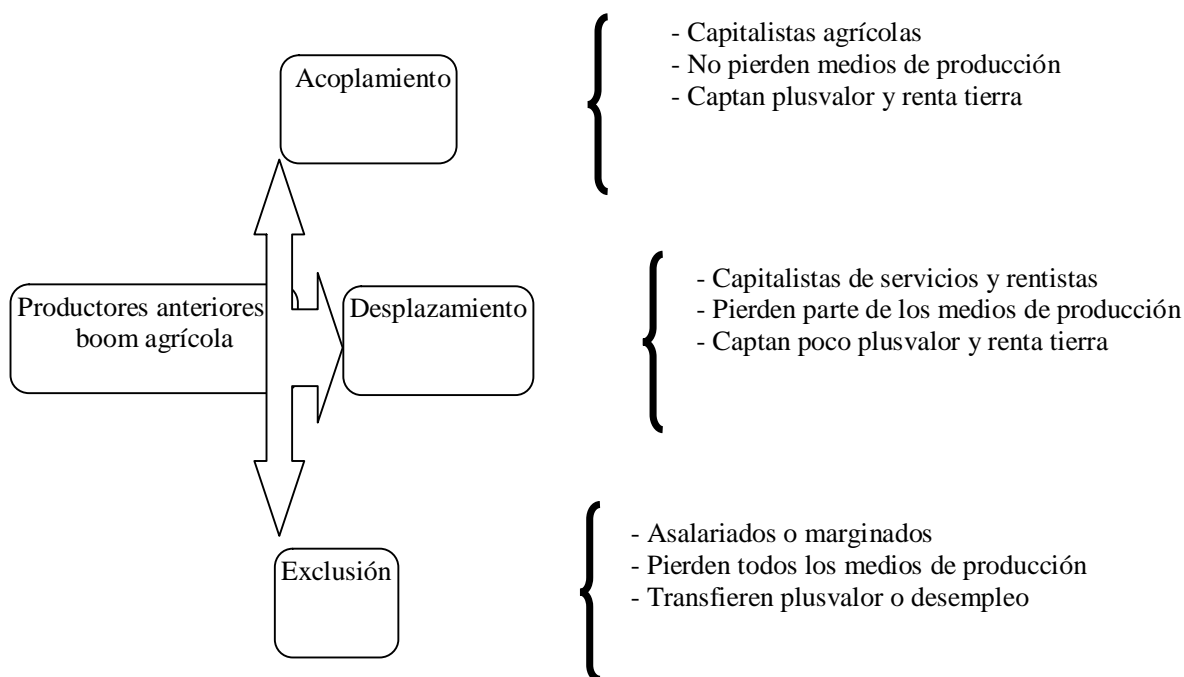 Acoplamiento
- Capitalistas agrícolas
- No pierden medios de producción
- Captan plusvalor y renta tierra
Productores anteriores
boom agrícola
Desplazamiento
- Capitalistas de servicios y rentistas
- Pierden parte de los medios de producción
- Captan poco plusvalor y renta tierra
Exclusión
- Asalariados o marginados
- Pierden todos los medios de producción
- Transfieren plusvalor o desempleo